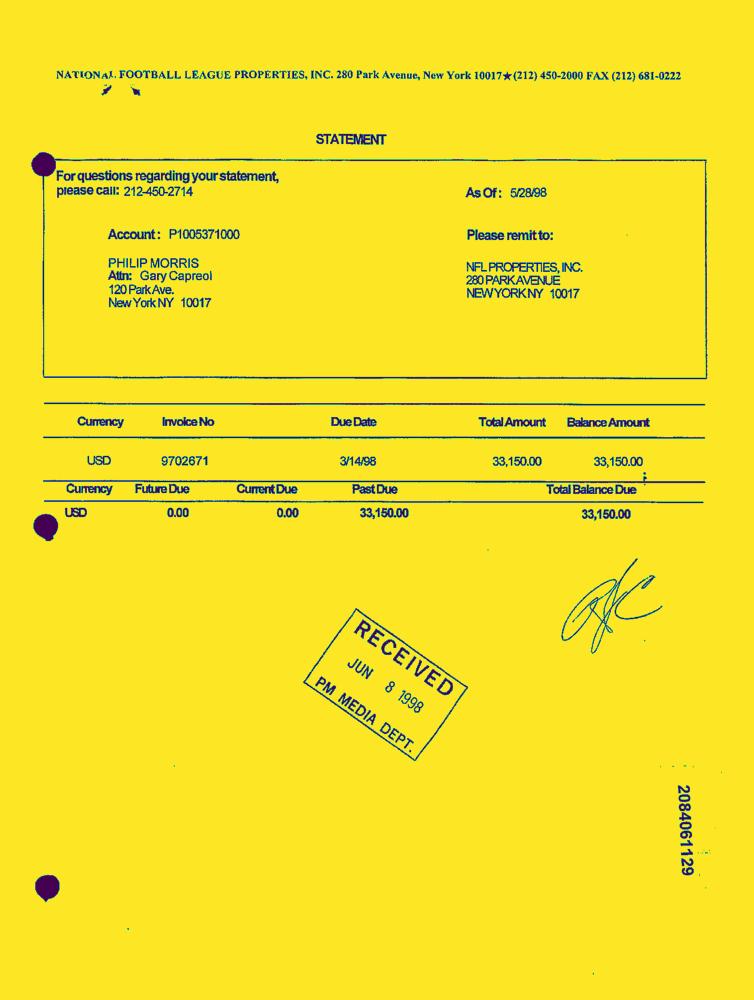 NATIONAL FOOTBALL LEAGUE PROPERTIES, INC. 280 Park Avenue, New York 10017★(212) 450-2000 FAX (212) 681-0222
STATEMENT
For questions regarding your statement,
please call: 212-450-2714
As Of: 5/28/98
Account: P1005371000
Please remit to:
PHILIP MORRIS
Attn: Gary Capreol
120 Park Ave.
New York NY 10017
NFL PROPERTIES, INC.
280 PARK AVENUE
NEW YORK NY 10017
Currency Invoice No Due Date Total Amount Balance Amount
USD 9702671 3/14/98 33,150.00 33,150.00
Currency Future Due Current Due Past Due Total Balance Due
USD 0.00 0.00 33,150.00 33,150.00
RECEIVED
JUN 8 1998
PM MEDIA DEPT.
2084061129